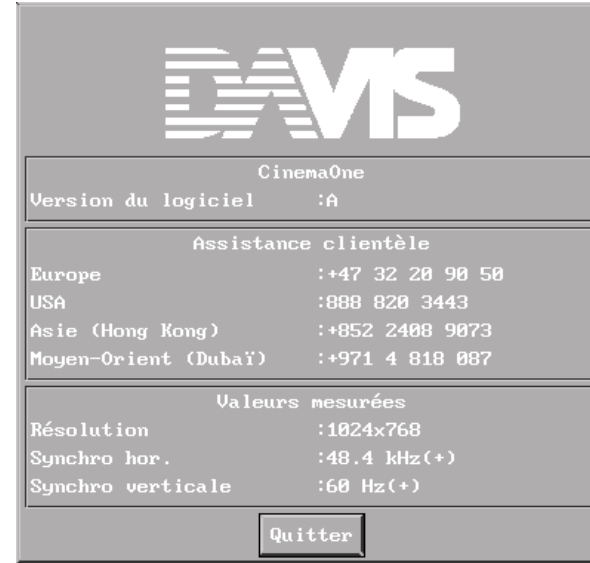 DAVIS
CinemaOne
Version du logiciel :A
Assistance clientèle
Europe :+47 32 20 90 50
USA :888 820 3443
Asie (Hong Kong) :+852 2408 9073
Moyen-Orient (Dubaï) :+971 4 818 087
Valeurs mesurées
Résolution :1024x768
Synchro hor. :48.4 kHz(+)
Synchro verticale :60 Hz(+)
Quitter